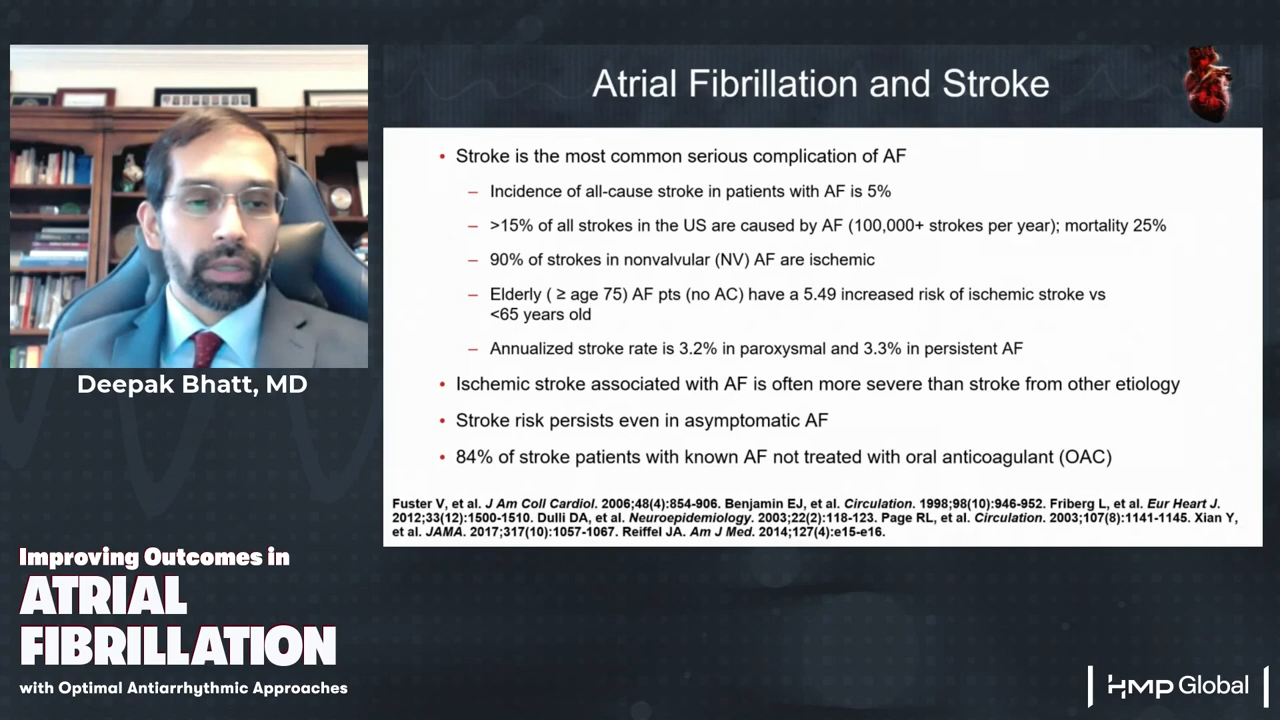 Atrial Fibrillation and Stroke
• Stroke is the most common serious complication of AF
– Incidence of all-cause stroke in patients with AF is 5%
– >15% of all strokes in the US are caused by AF (100,000+ strokes per year); mortality 25%
– 90% of strokes in nonvalvular (NV) AF are ischemic
– Elderly ( ≥ age 75) AF pts (no AC) have a 5.49 increased risk of ischemic stroke vs
<65 years old
– Annualized stroke rate is 3.2% in paroxysmal and 3.3% in persistent AF
• Ischemic stroke associated with AF is often more severe than stroke from other etiology
• Stroke risk persists even in asymptomatic AF
• 84% of stroke patients with known AF not treated with oral anticoagulant (OAC)
Fuster V, et al. J Am Coll Cardiol. 2006;48(4):854-906. Benjamin EJ, et al. Circulation. 1998;98(10):946-952. Friberg L, et al. Eur Heart J.
2012;33(12):1500-1510. Dulli DA, et al. Neuroepidemiology. 2003;22(2):118-123. Page RL, et al. Circulation. 2003;107(8):1141-1145. Xian Y,
et al. JAMA. 2017;317(10):1057-1067. Reiffel JA. Am J Med. 2014;127(4):e15-e16.
Deepak Bhatt, MD
Improving Outcomes in
ATRIAL
FIBRILLATION
with Optimal Antiarrhythmic Approaches
HMP Global